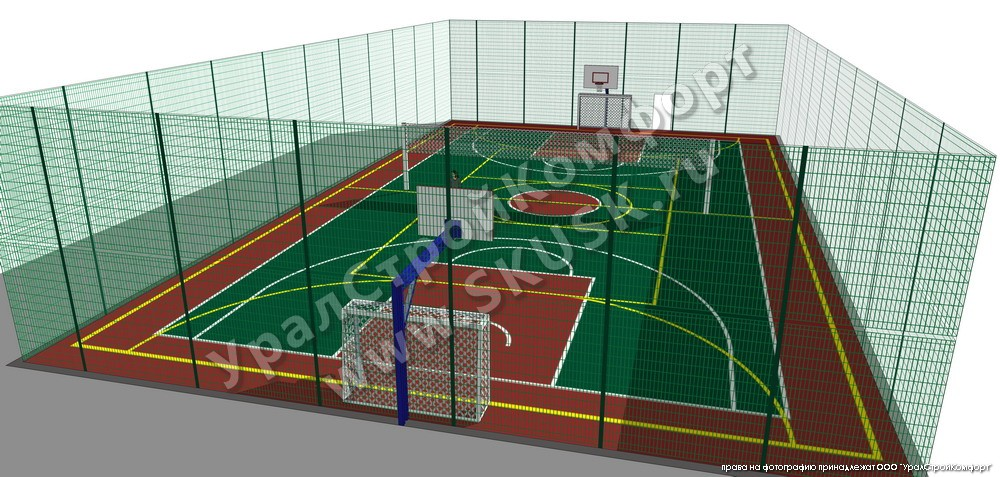 УралСтройКомфорт
www.SKUSK.ru
права на фотографию принадлежат ООО "УралСтройКомфорт"